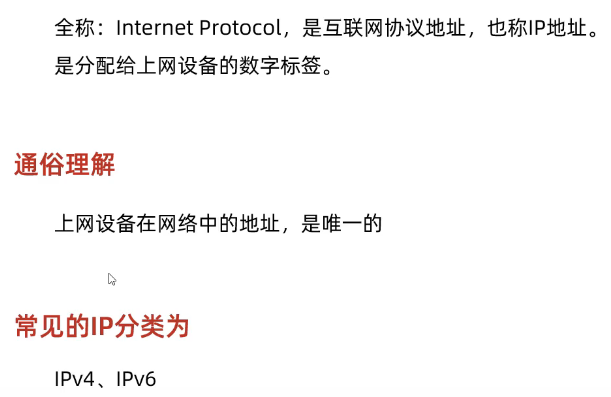 全称：Internet Protocol，是互联网协议地址，也称IP地址。
是分配给上网设备的数字标签。
通俗理解
上网设备在网络中的地址，是唯一的
常见的IP分类为
IPv4、IPv6